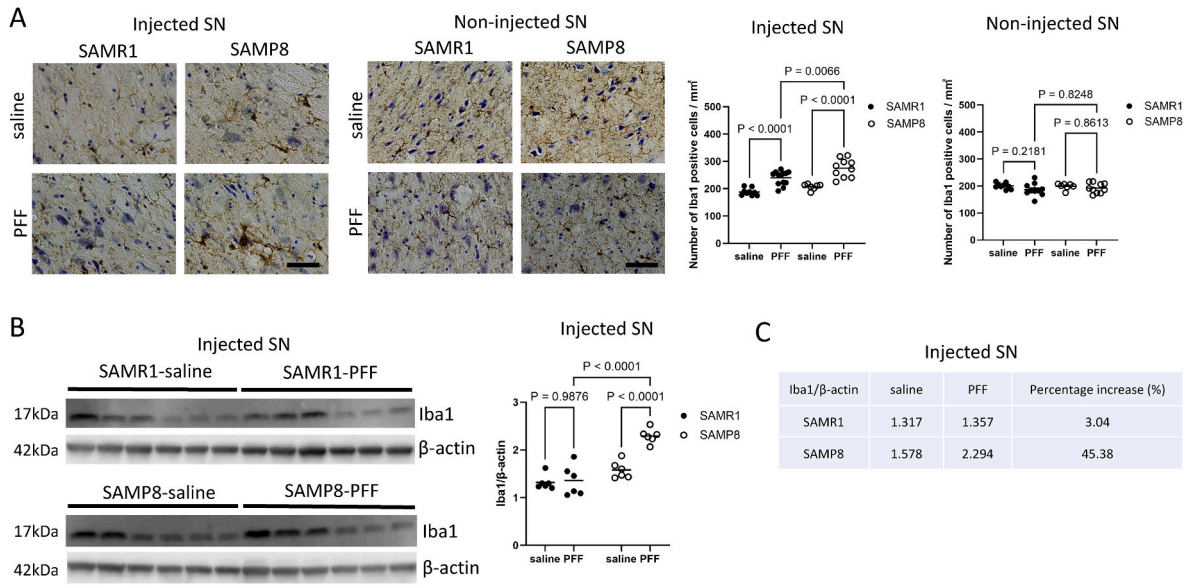 A
Injected SN
SAMR1 SAMP8
saline
PFF
Non-injected SN
SAMR1 SAMP8
saline
PFF
Injected SN
P = 0.0066
P < 0.0001
P < 0.0001
SAMR1
SAMP8
Number of Iba1 positive cells / mm²
500
400
300
200
100
0
saline PFF saline PFF
Non-injected SN
P = 0.8248
P = 0.8613
P = 0.2181
SAMR1
SAMP8
Number of Iba1 positive cells / mm²
500
400
300
200
100
0
saline PFF saline PFF
B
Injected SN
SAMR1-saline SAMR1-PFF
17kDa Iba1
42kDa β-actin
SAMP8-saline SAMP8-PFF
17kDa Iba1
42kDa β-actin
Injected SN
P < 0.0001
P = 0.9876 P < 0.0001
SAMR1
SAMP8
Iba1/β-actin
3
2
1
0
saline PFF saline PFF
C
Injected SN
Iba1/β-actin saline PFF Percentage increase (%)
SAMR1 1.317 1.357 3.04
SAMP8 1.578 2.294 45.38